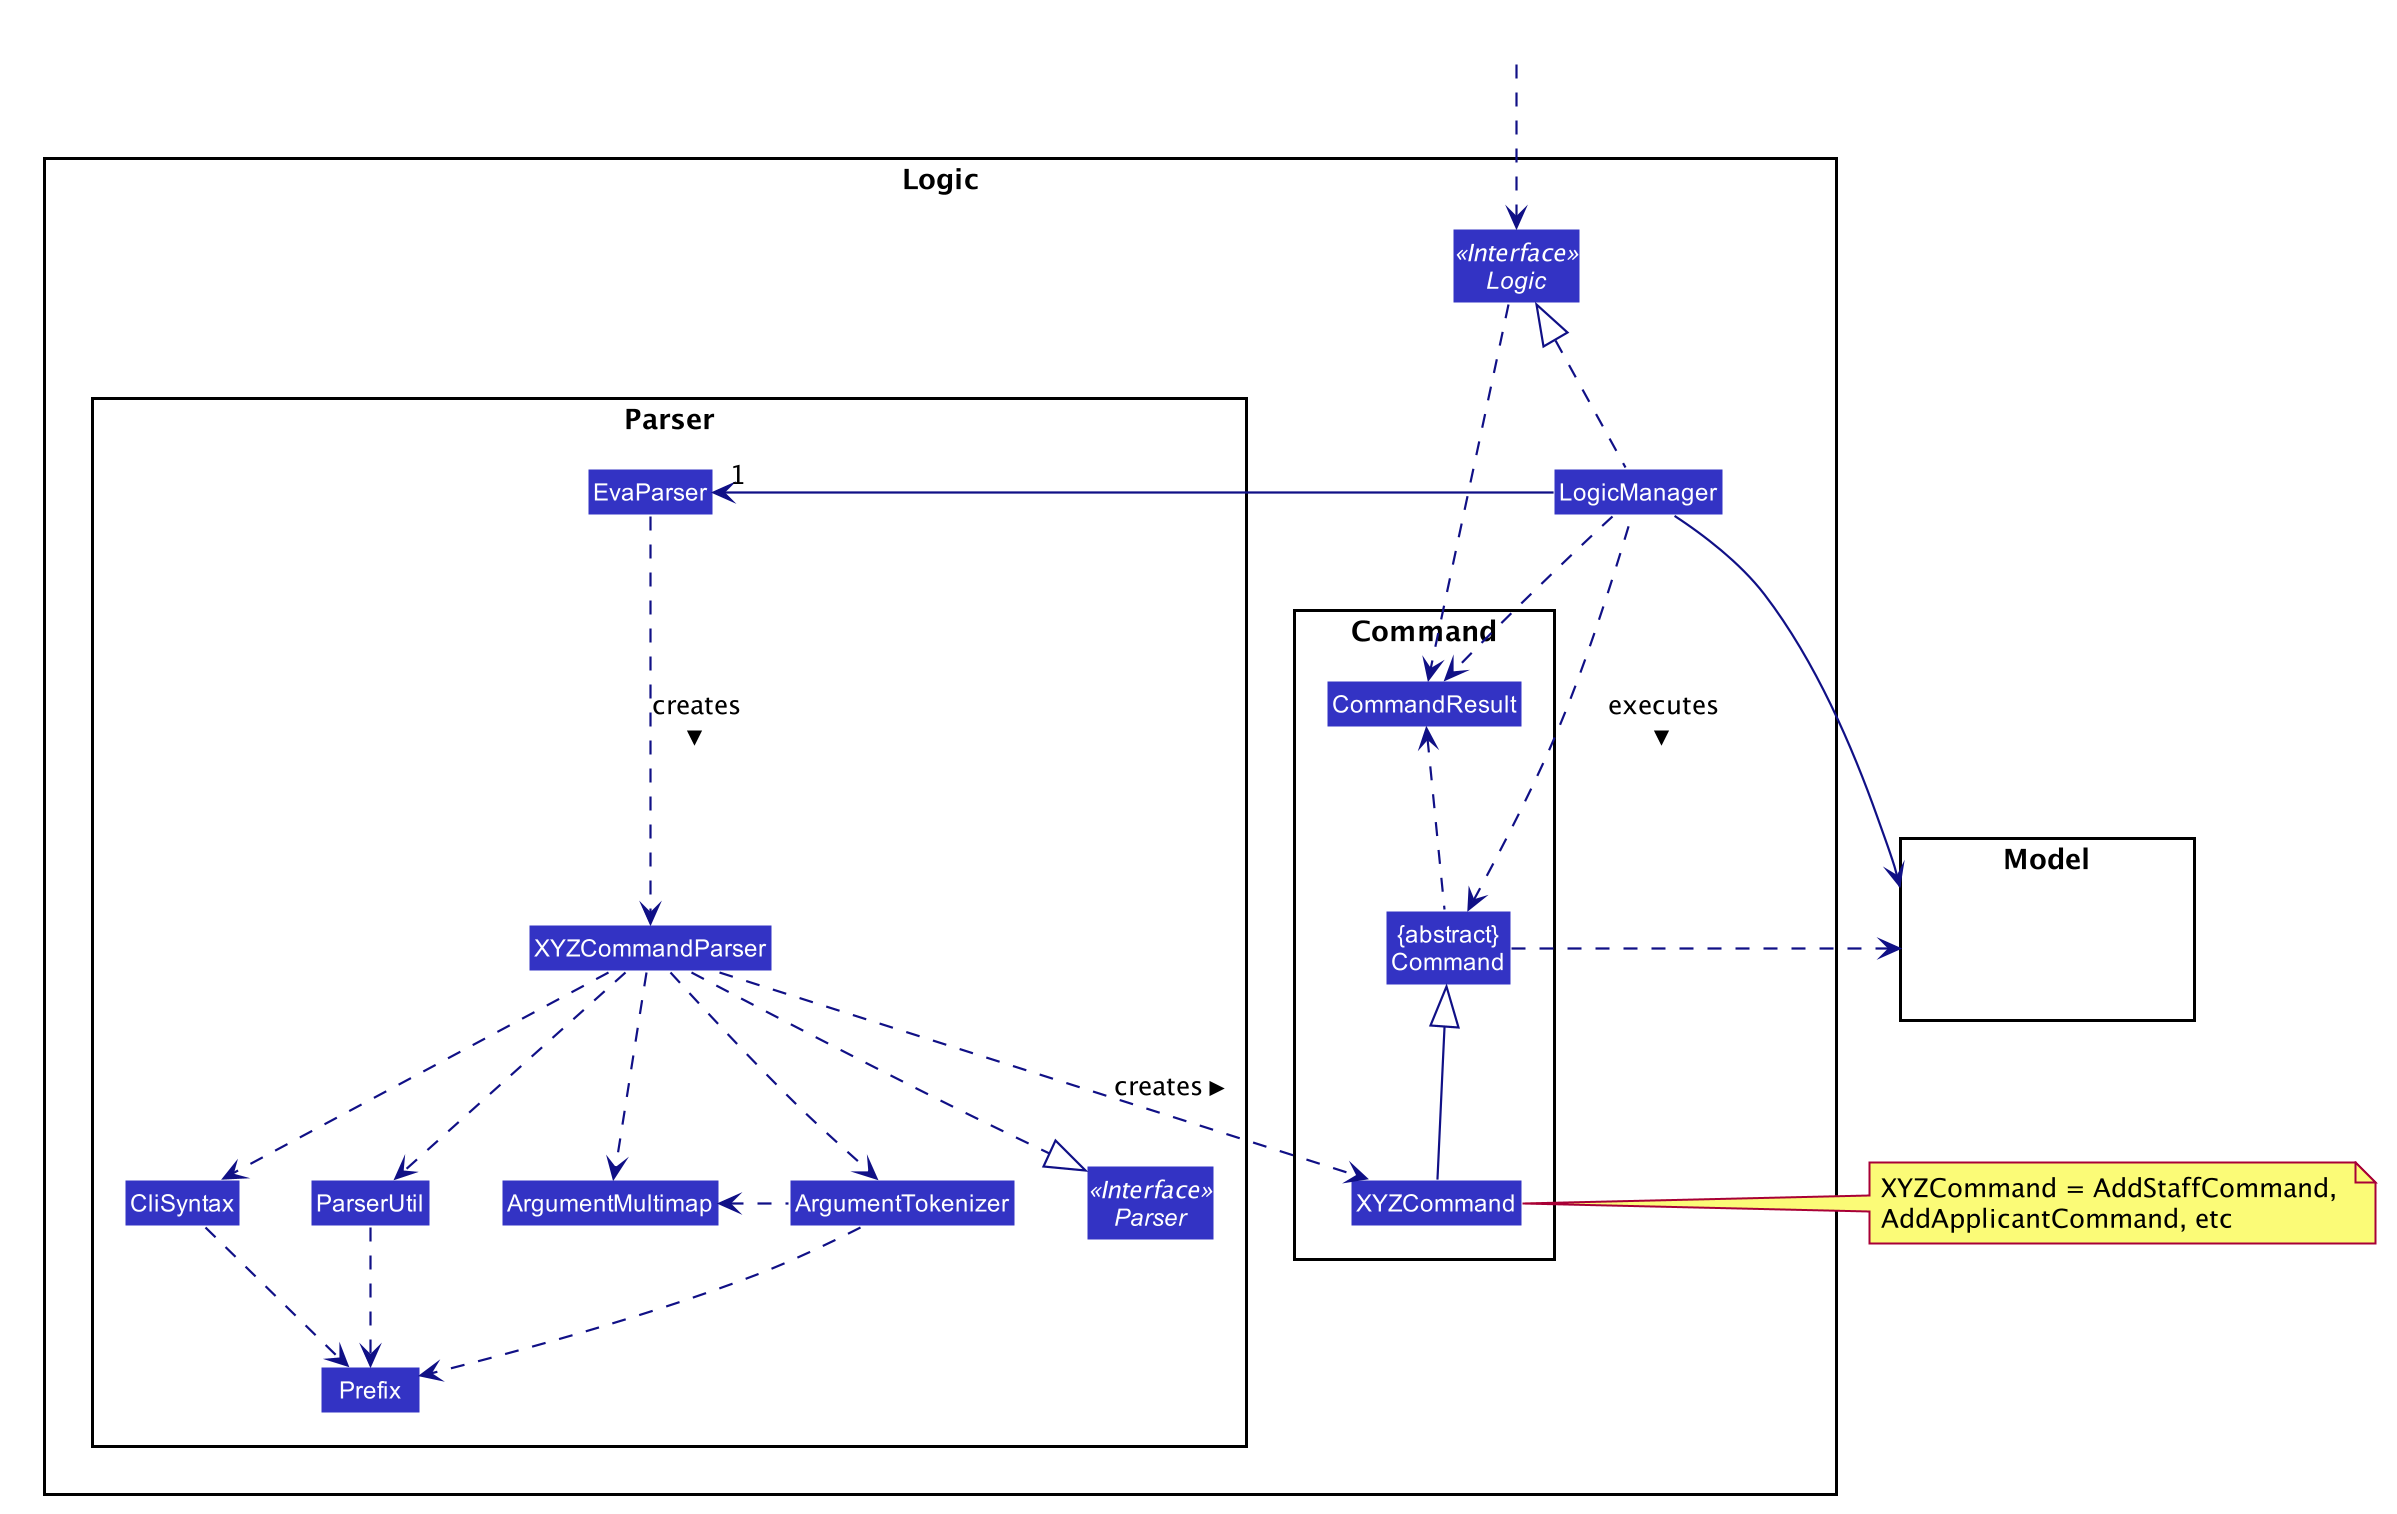 Logic
«Interface»
Logic
Parser
1
EvaParser
LogicManager
Command
CommandResult
creates
▼
executes
▼
Model
XYZCommandParser
{abstract}
Command
creates ►
CliSyntax
ParserUtil
ArgumentMultimap
ArgumentTokenizer
«Interface»
Parser
XYZCommand
XYZCommand = AddStaffCommand,
AddApplicantCommand, etc
Prefix